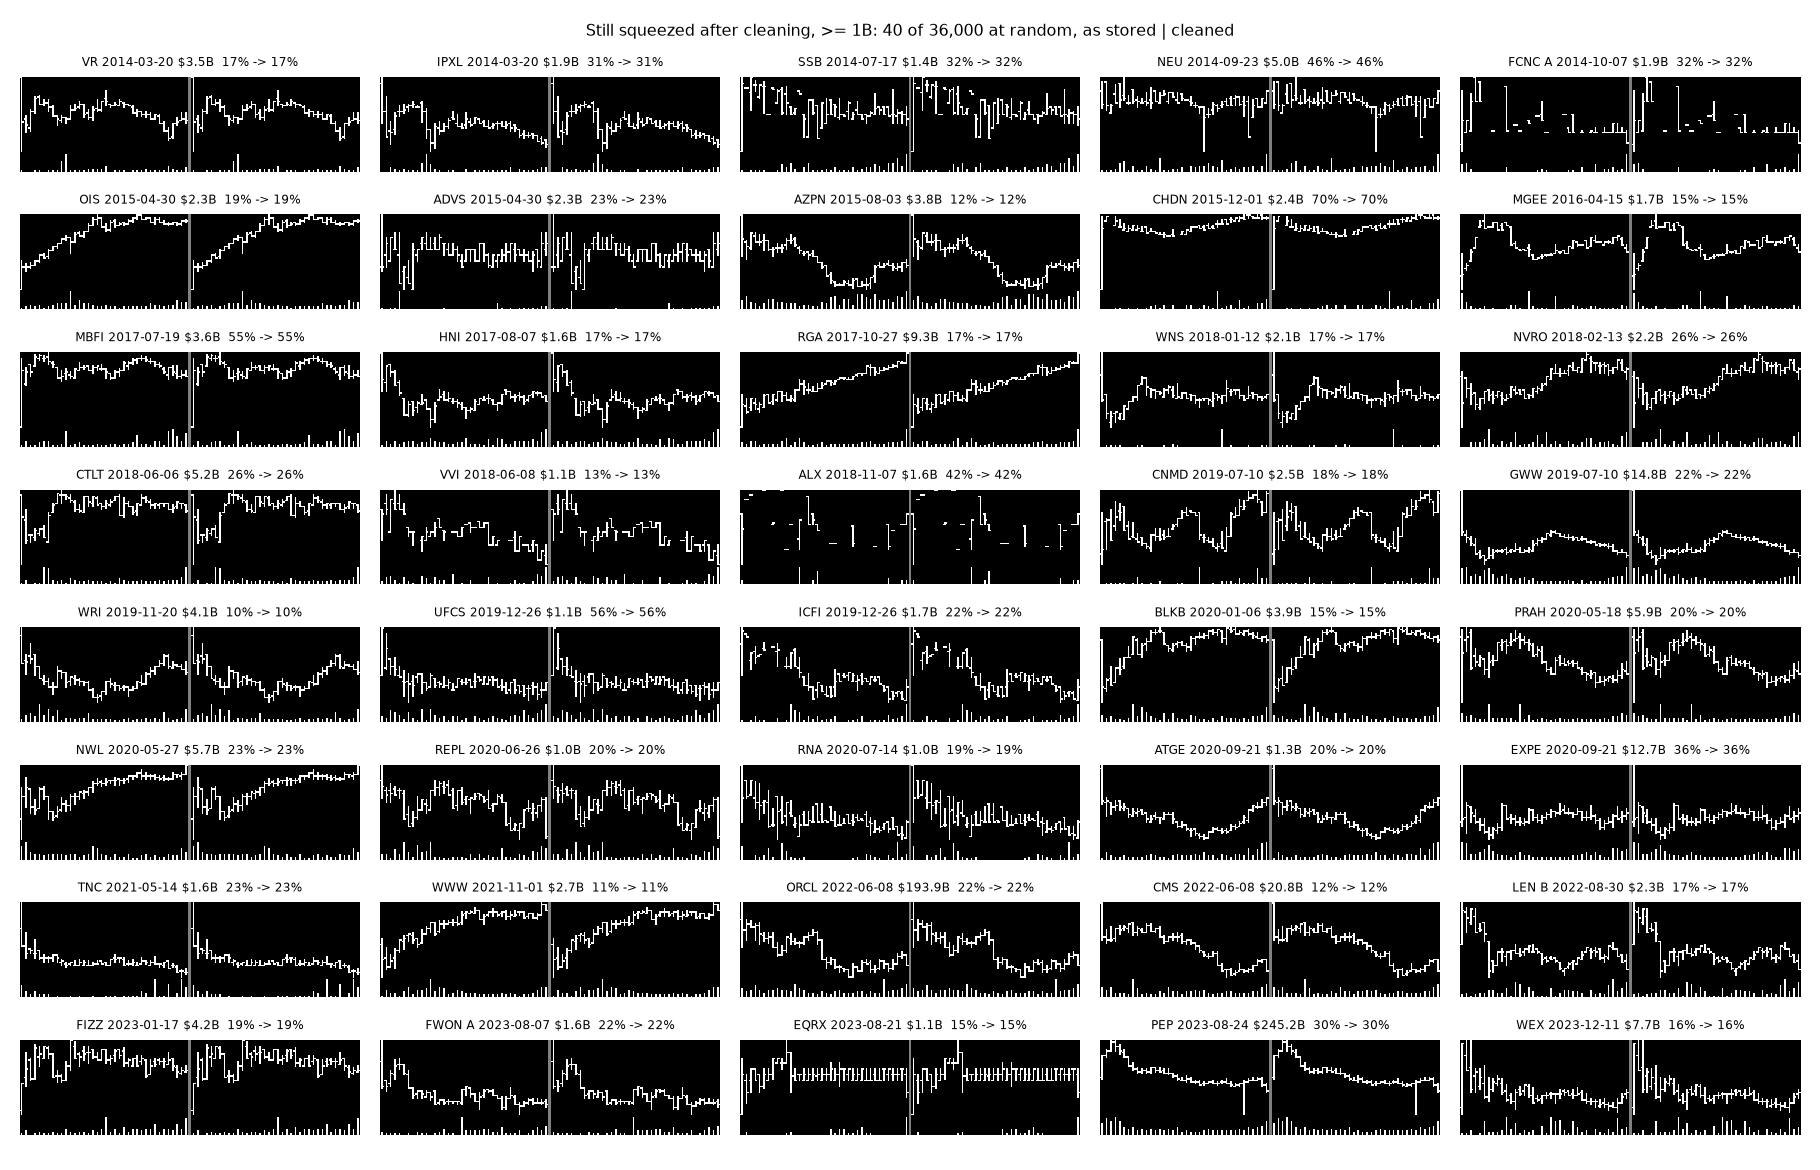 Still squeezed after cleaning, >= 1B: 40 of 36,000 at random, as stored | cleaned
VR 2014-03-20 $3.5B 17% -> 17%
IPXL 2014-03-20 $1.9B 31% -> 31%
SSB 2014-07-17 $1.4B 32% -> 32%
NEU 2014-09-23 $5.0B 46% -> 46%
FCNC A 2014-10-07 $1.9B 32% -> 32%
OIS 2015-04-30 $2.3B 19% -> 19%
ADVS 2015-04-30 $2.3B 23% -> 23%
AZPN 2015-08-03 $3.8B 12% -> 12%
CHDN 2015-12-01 $2.4B 70% -> 70%
MGEE 2016-04-15 $1.7B 15% -> 15%
MBFI 2017-07-19 $3.6B 55% -> 55%
HNI 2017-08-07 $1.6B 17% -> 17%
RGA 2017-10-27 $9.3B 17% -> 17%
WNS 2018-01-12 $2.1B 17% -> 17%
NVRO 2018-02-13 $2.2B 26% -> 26%
CTLT 2018-06-06 $5.2B 26% -> 26%
VVI 2018-06-08 $1.1B 13% -> 13%
ALX 2018-11-07 $1.6B 42% -> 42%
CNMD 2019-07-10 $2.5B 18% -> 18%
GWW 2019-07-10 $14.8B 22% -> 22%
WRI 2019-11-20 $4.1B 10% -> 10%
UFCS 2019-12-26 $1.1B 56% -> 56%
ICFI 2019-12-26 $1.7B 22% -> 22%
BLKB 2020-01-06 $3.9B 15% -> 15%
PRAH 2020-05-18 $5.9B 20% -> 20%
NWL 2020-05-27 $5.7B 23% -> 23%
REPL 2020-06-26 $1.0B 20% -> 20%
RNA 2020-07-14 $1.0B 19% -> 19%
ATGE 2020-09-21 $1.3B 20% -> 20%
EXPE 2020-09-21 $12.7B 36% -> 36%
TNC 2021-05-14 $1.6B 23% -> 23%
WWW 2021-11-01 $2.7B 11% -> 11%
ORCL 2022-06-08 $193.9B 22% -> 22%
CMS 2022-06-08 $20.8B 12% -> 12%
LEN B 2022-08-30 $2.3B 17% -> 17%
FIZZ 2023-01-17 $4.2B 19% -> 19%
FWON A 2023-08-07 $1.6B 22% -> 22%
EQRX 2023-08-21 $1.1B 15% -> 15%
PEP 2023-08-24 $245.2B 30% -> 30%
WEX 2023-12-11 $7.7B 16% -> 16%